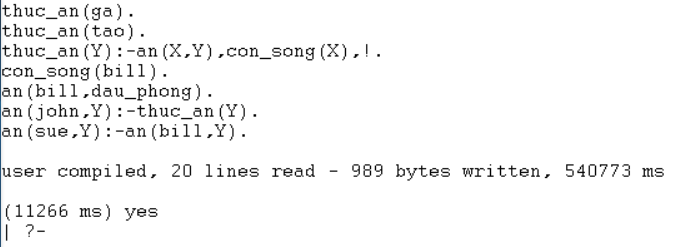 thuc_an(ga).
thuc_an(tao).
thuc_an(Y):-an(X,Y),con_song(X),!.
con_song(bill).
an(bill,dau_phong).
an(john,Y):-thuc_an(Y).
an(sue,Y):-an(bill,Y).
user compiled, 20 lines read - 989 bytes written, 540773 ms
(11266 ms) yes
| ?-